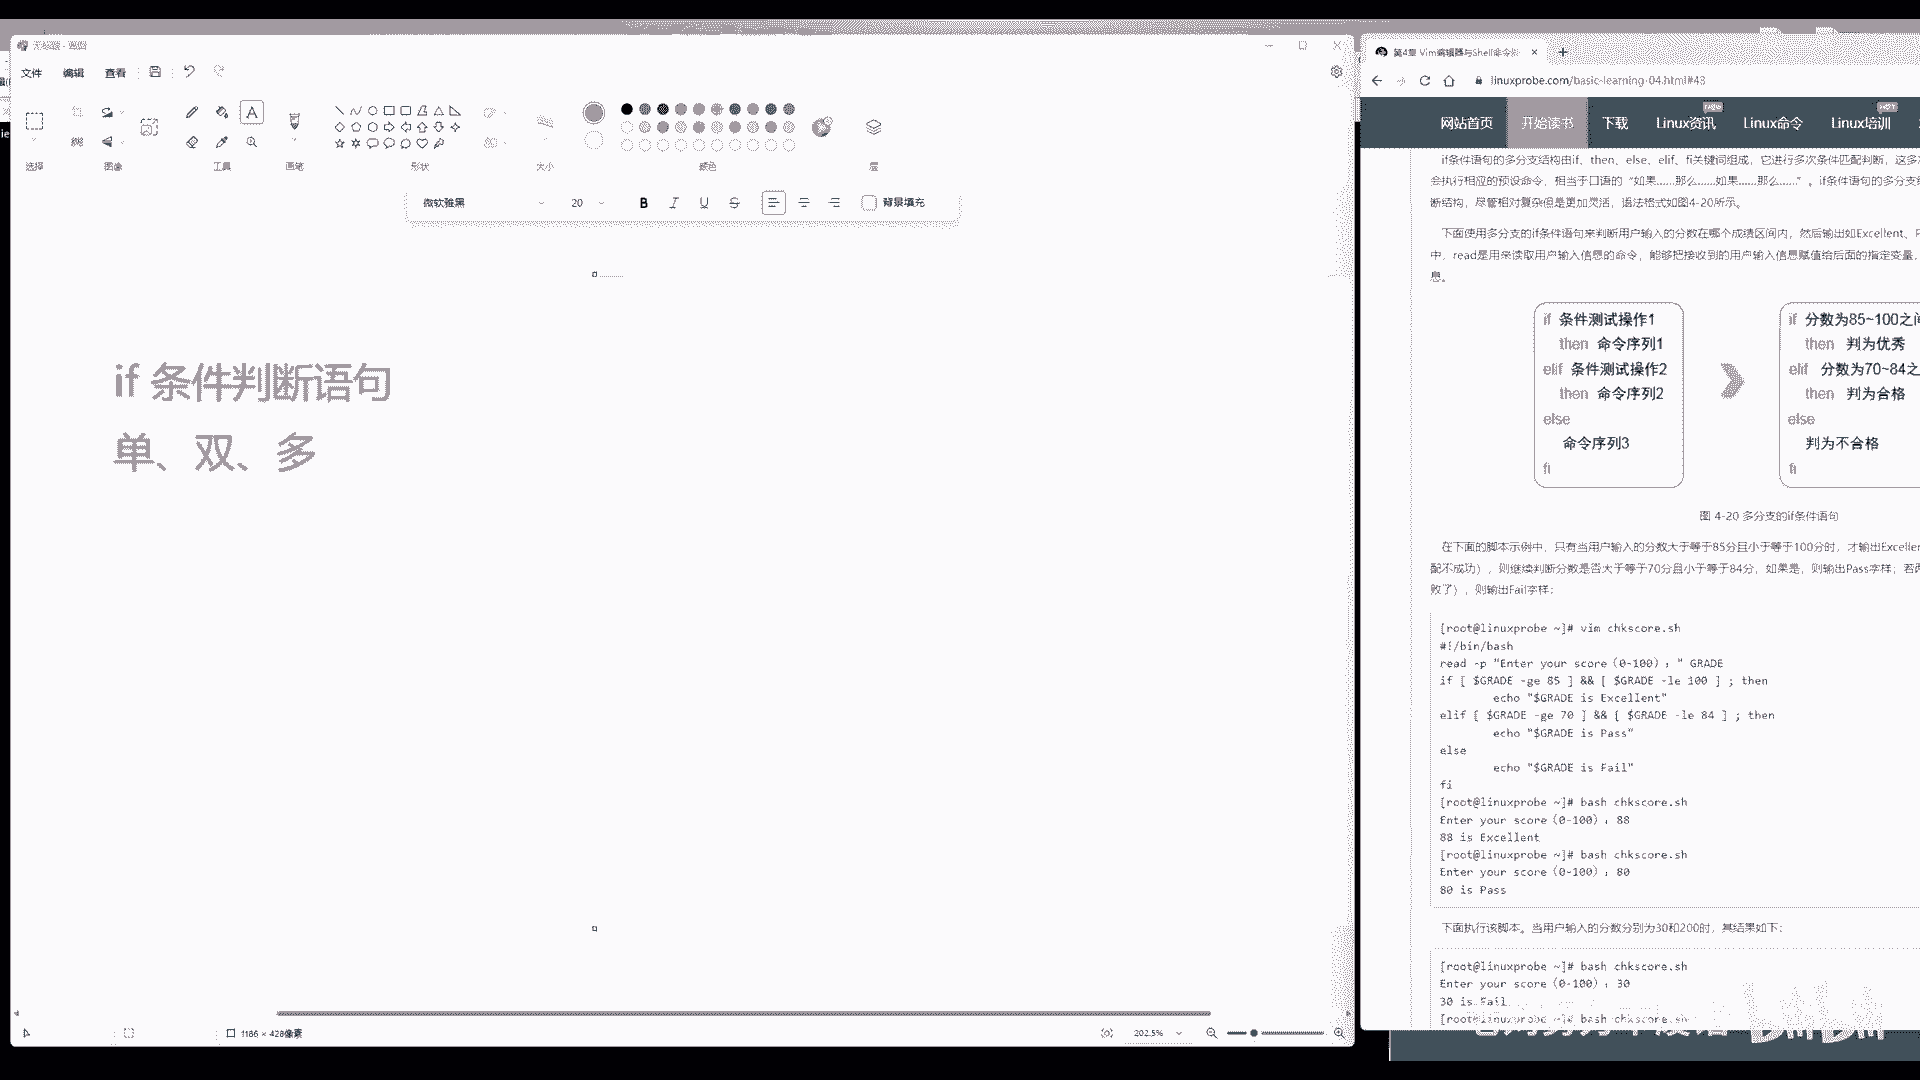 文件 编辑 查看
选择 图像 工具 画笔 形状 大小 颜色 层
微软雅黑 20 B I U S 背景填充
if 条件判断语句
单、双、多
1186 × 428像素
202.5%
第4章 Vim编辑器与Shell命令
linuxprobe.com/basic-learning-04.html#43
网站首页 开始读书 下载 Linux资讯 Linux命令 Linux培训
if条件语句的多分支结构由if、then、else、elif、fi关键词组成，它进行多次条件匹配判断，这多
会执行相应的预设命令，相当于口语的“如果……那么……如果……那么……”。if条件语句的多分支
断结构，尽管相对复杂但是更加灵活，语法格式如图4-20所示。
下面使用多分支的if条件语句来判断用户输入的分数在哪个成绩区间内，然后输出如Excellent、P
中，read是用来读取用户输入信息的命令，能够把接收到的用户输入信息赋值给后面的指定变量，
息。
if 条件测试操作1
then 命令序列1
elif 条件测试操作2
then 命令序列2
else
命令序列3
fi
if 分数为85~100之间
then 判为优秀
elif 分数为70~84之
then 判为合格
else
判为不合格
fi
图 4-20 多分支的if条件语句
在下面的脚本示例中，只有当用户输入的分数大于等于85分且小于等于100分时，才输出Excellen
配不成功），则继续判断分数是否大于等于70分且小于等于84分，如果是，则输出Pass字样；若
败了），则输出Fail字样：
[root@linuxprobe ~]# vim chkscore.sh
#!/bin/bash
read -p "Enter your score（0-100）：" GRADE
if [ $GRADE -ge 85 ] && [ $GRADE -le 100 ] ; then
echo "$GRADE is Excellent"
elif [ $GRADE -ge 70 ] && [ $GRADE -le 84 ] ; then
echo "$GRADE is Pass"
else
echo "$GRADE is Fail"
fi
[root@linuxprobe ~]# bash chkscore.sh
Enter your score（0-100）：88
88 is Excellent
[root@linuxprobe ~]# bash chkscore.sh
Enter your score（0-100）：80
80 is Pass
下面执行该脚本。当用户输入的分数分别为30和200时，其结果如下：
[root@linuxprobe ~]# bash chkscore.sh
Enter your score（0-100）：30
30 is Fail
[root@linuxprobe ~]# bash chkscore.sh
bilibili